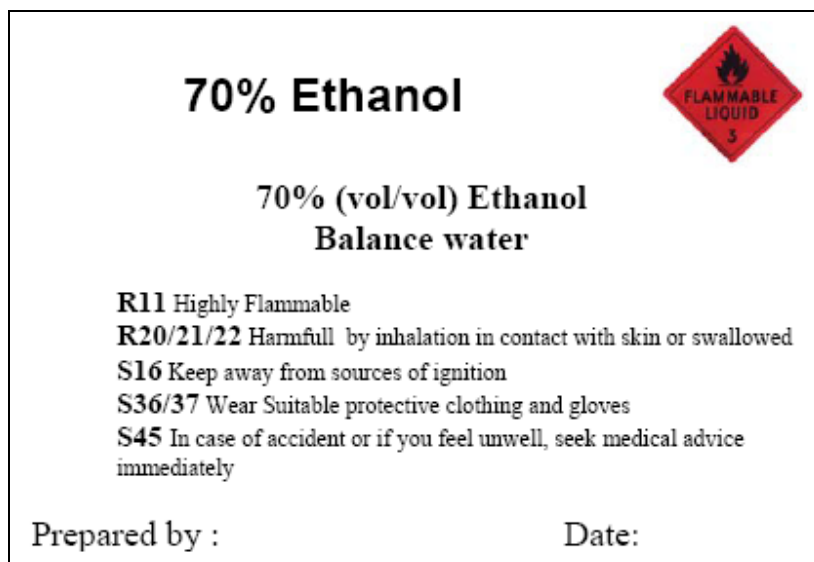 70% Ethanol
FLAMMABLE
LIQUID
3
70% (vol/vol) Ethanol
Balance water
R11 Highly Flammable
R20/21/22 Harmfull by inhalation in contact with skin or swallowed
S16 Keep away from sources of ignition
S36/37 Wear Suitable protective clothing and gloves
S45 In case of accident or if you feel unwell, seek medical advice
immediately
Prepared by : Date: